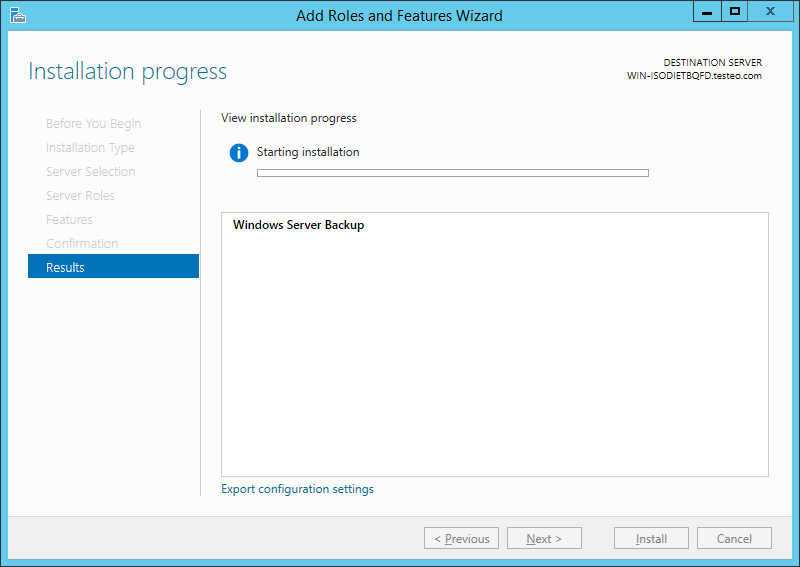 Add Roles and Features Wizard
Installation progress
DESTINATION SERVER
WIN-ISODIETBQFD.testeo.com
Before You Begin
Installation Type
Server Selection
Server Roles
Features
Confirmation
Results
View installation progress
Starting installation
Windows Server Backup
Export configuration settings
< Previous
Next >
Install
Cancel